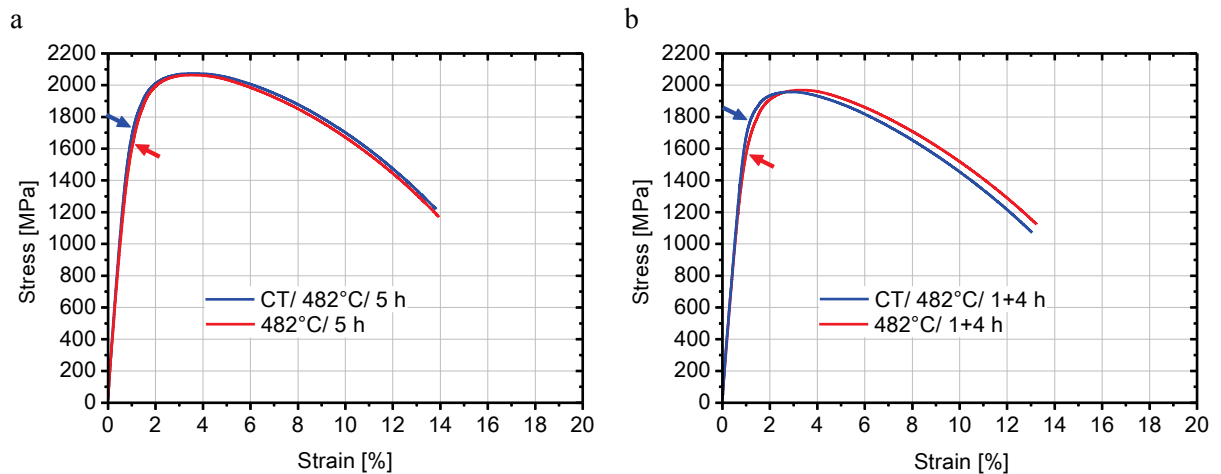 a
2200
2000
1800
1600
1400
1200
1000
800
600
400
200
0
Stress [MPa]
CT/ 482°C/ 5 h
482°C/ 5 h
0 2 4 6 8 10 12 14 16 18 20
Strain [%]
b
2200
2000
1800
1600
1400
1200
1000
800
600
400
200
0
Stress [MPa]
CT/ 482°C/ 1+4 h
482°C/ 1+4 h
0 2 4 6 8 10 12 14 16 18 20
Strain [%]